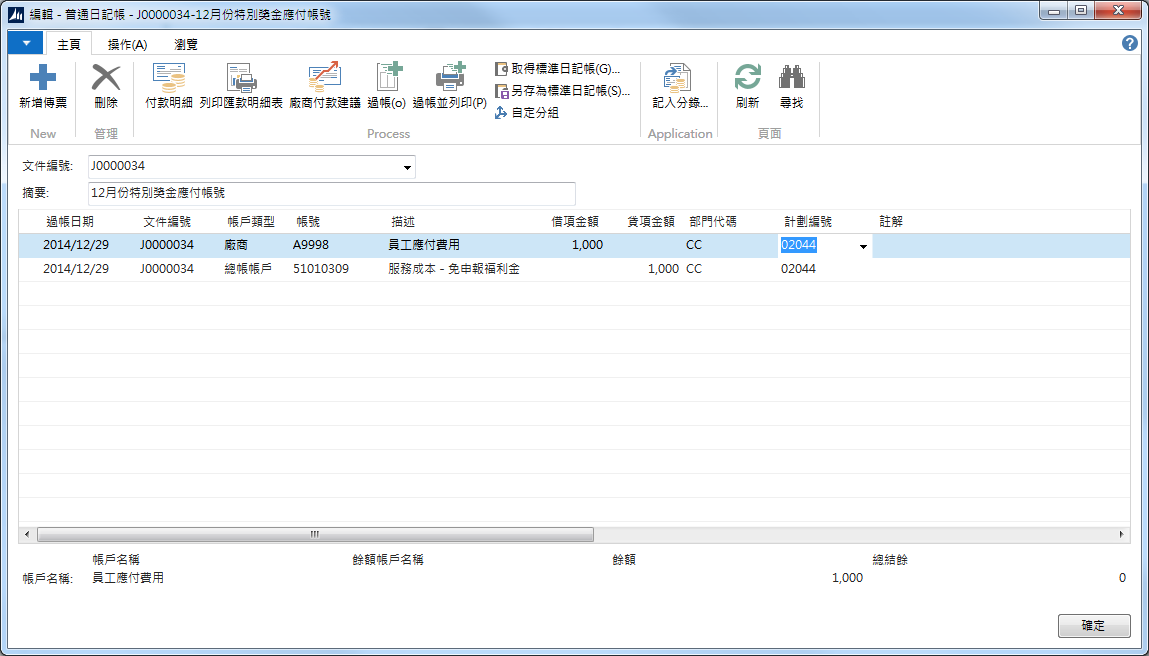 編輯 - 普通日記帳 - J0000034-12月份特別獎金應付帳號
主頁 操作(A) 瀏覽
新增傳票 刪除 付款明細 列印匯款明細表 廠商付款建議 過帳(o) 過帳並列印(P) 取得標準日記帳(G)... 記入分錄... 刷新 尋找
另存為標準日記帳(S)...
自定分組
New 管理 Process Application 頁面
文件編號: J0000034
摘要: 12月份特別獎金應付帳號
過帳日期 文件編號 帳戶類型 帳號 描述 借項金額 貨項金額 部門代碼 計劃編號 註解
2014/12/29 J0000034 廠商 A9998 員工應付費用 1,000 CC 02044
2014/12/29 J0000034 總帳帳戶 51010309 服務成本 - 免申報福利金 1,000 CC 02044
帳戶名稱 餘額帳戶名稱 餘額 總結餘
帳戶名稱: 員工應付費用 1,000 0
確定